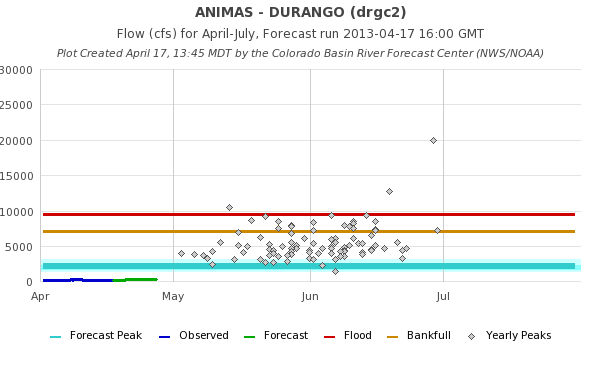 ANIMAS - DURANGO (drgc2)
Flow (cfs) for April-July, Forecast run 2013-04-17 16:00 GMT
Plot Created April 17, 13:45 MDT by the Colorado Basin River Forecast Center (NWS/NOAA)
30000
25000
20000
15000
10000
5000
0
Apr May Jun Jul
Forecast Peak Observed Forecast Flood Bankfull Yearly Peaks